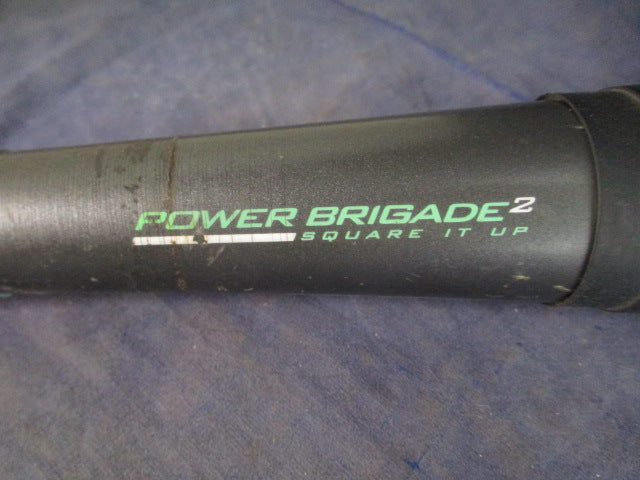 POWER BRIGADE²
SQUARE IT UP